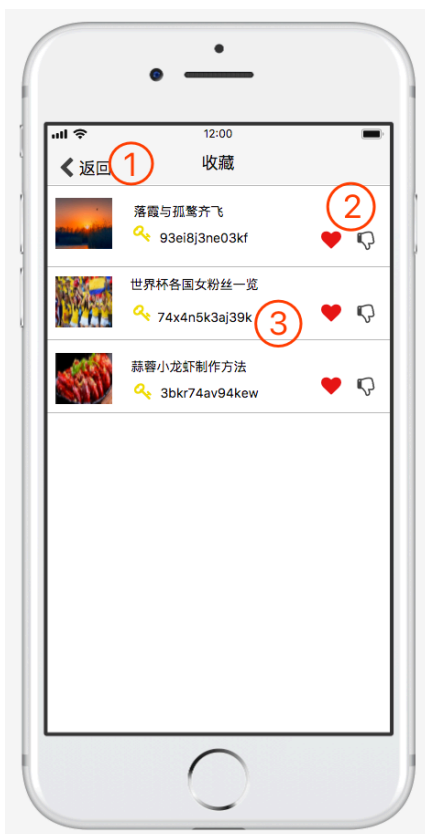 12:00
返回
1
收藏
2
落霞与孤鹜齐飞
93ei8j3ne03kf
世界杯各国女粉丝一览
74x4n5k3aj39k
3
蒜蓉小龙虾制作方法
3bkr74av94kew